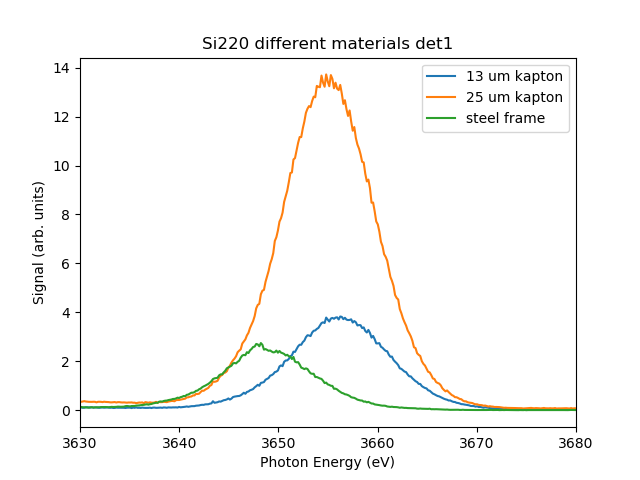 Si220 different materials det1
13 um kapton
25 um kapton
steel frame
Signal (arb. units)
14
12
10
8
6
4
2
0
3630 3640 3650 3660 3670 3680
Photon Energy (eV)